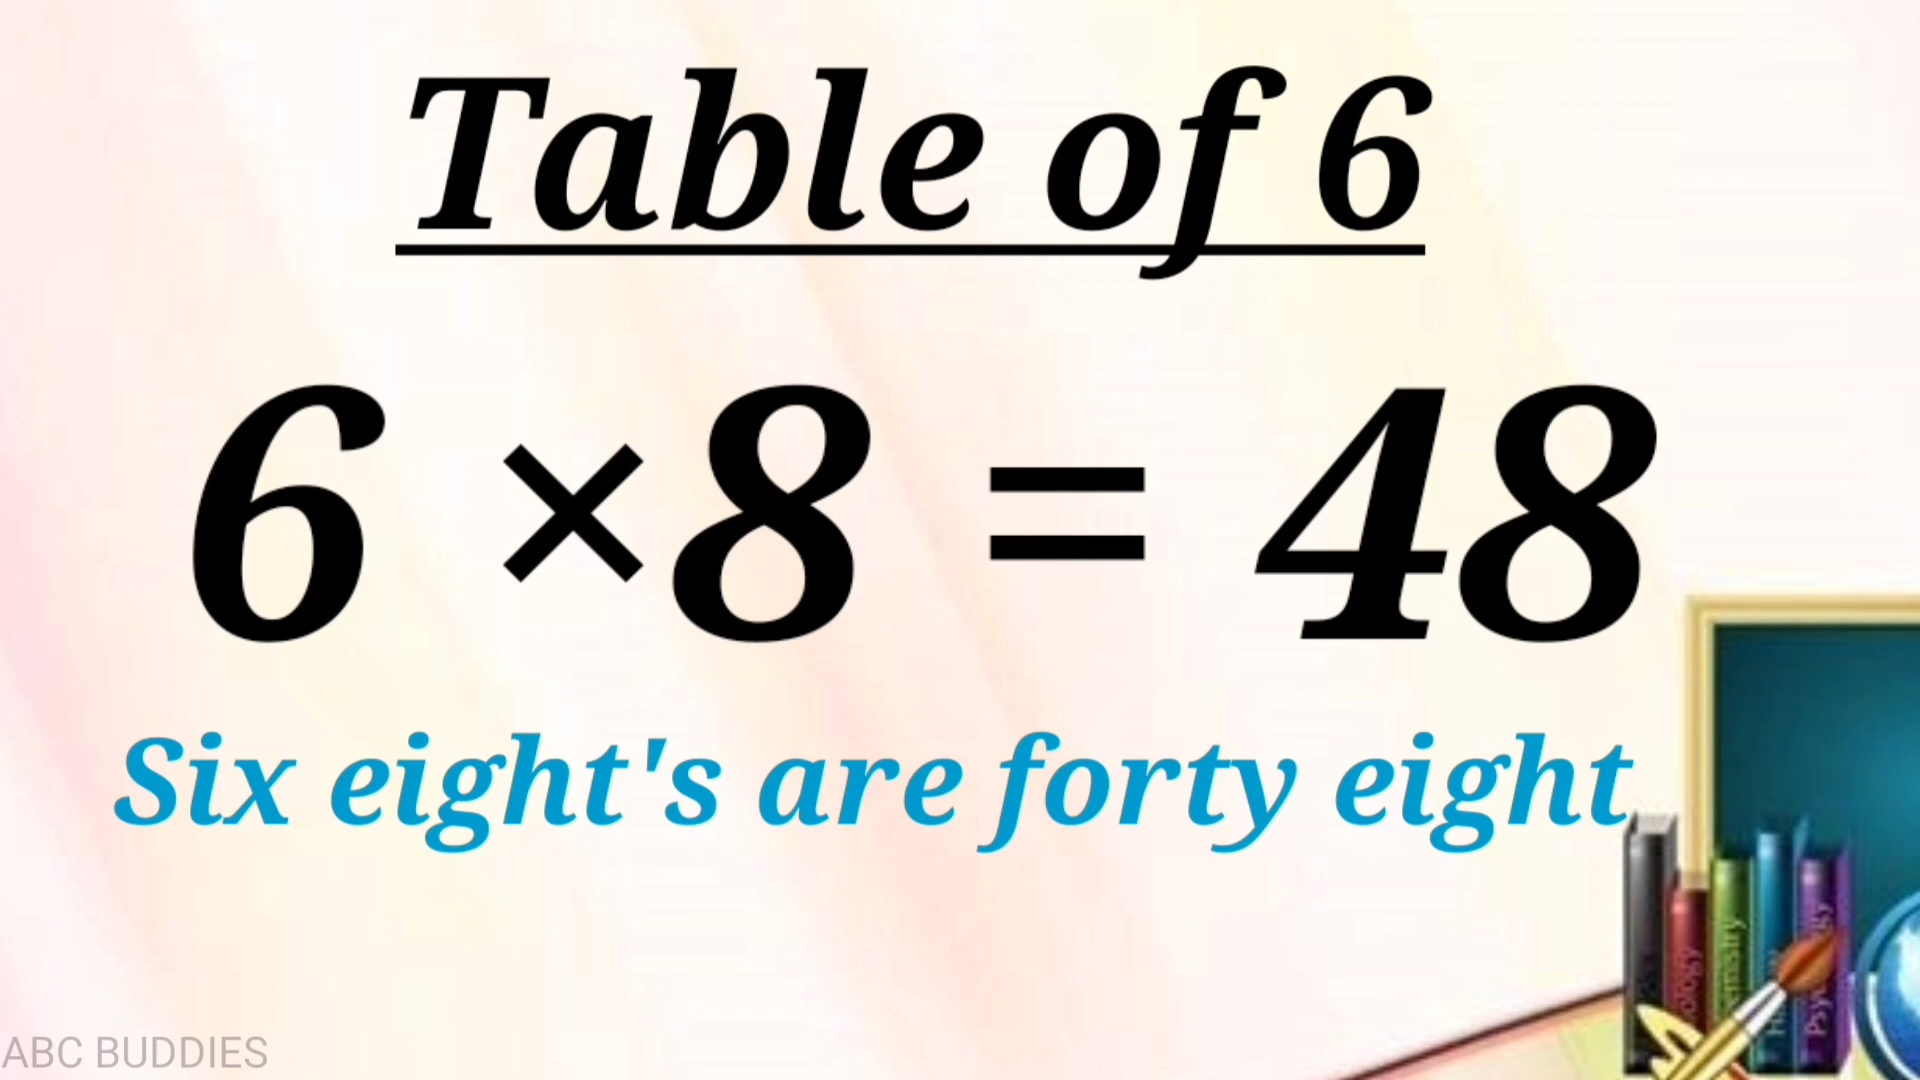 Table of 6
6 ×8 = 48
Six eight's are forty eight
ABC BUDDIES